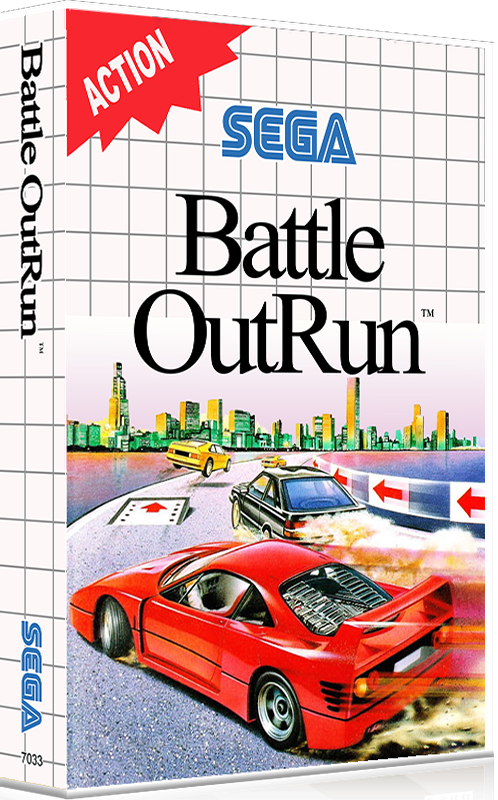 ACTION
SEGA
Battle
OutRun™
Battle OutRun™
SEGA
7033